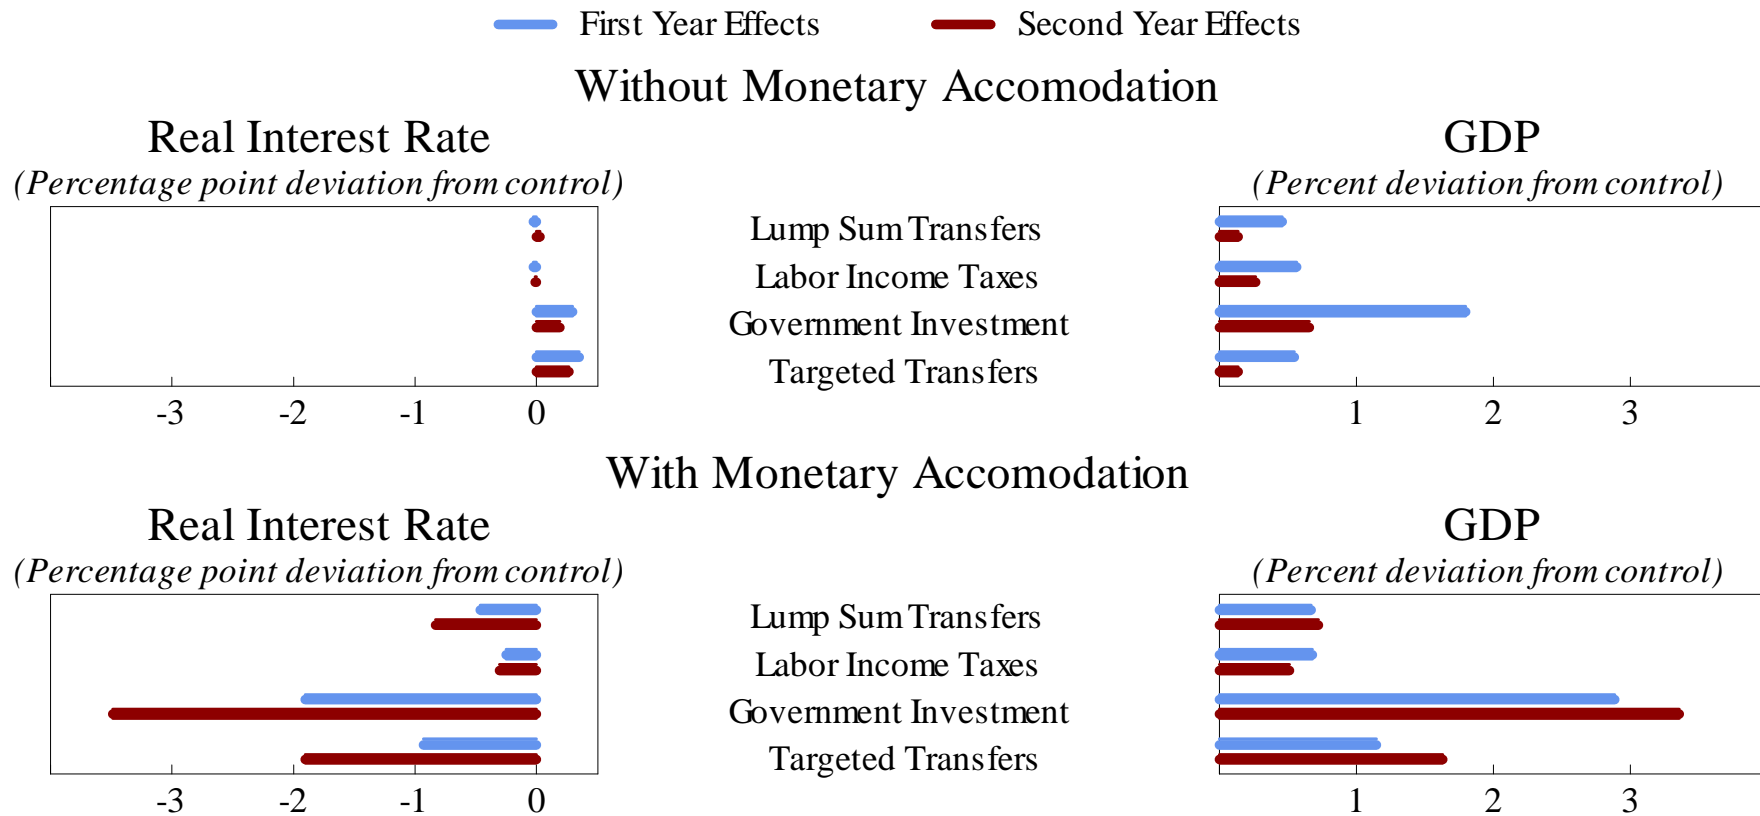 First Year Effects Second Year Effects
Without Monetary Accomodation
Real Interest Rate GDP
(Percentage point deviation from control) (Percent deviation from control)
Lump Sum Transfers
Labor Income Taxes
Government Investment
Targeted Transfers
-3 -2 -1 0 1 2 3
With Monetary Accomodation
Real Interest Rate GDP
(Percentage point deviation from control) (Percent deviation from control)
Lump Sum Transfers
Labor Income Taxes
Government Investment
Targeted Transfers
-3 -2 -1 0 1 2 3